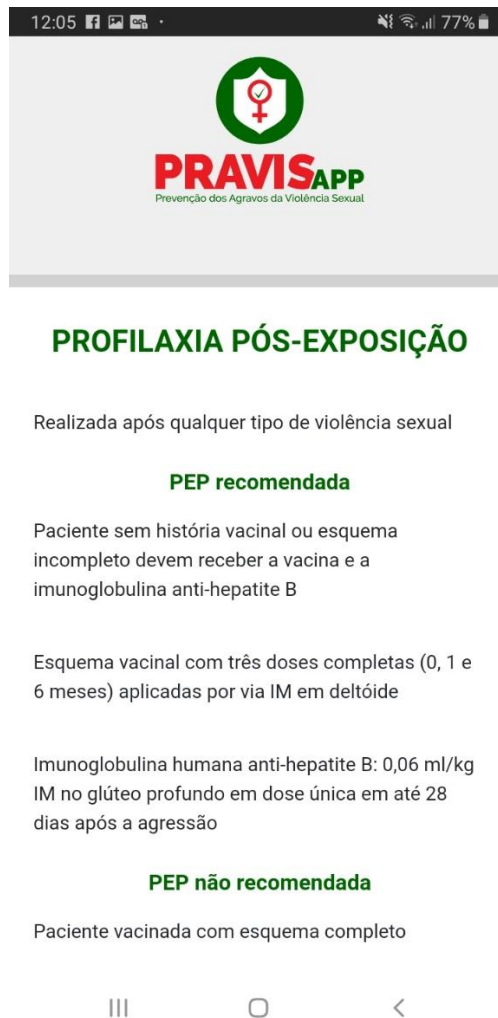 12:05
77%
PRAVISAPP
Prevenção dos Agravos da Violência Sexual
PROFILAXIA PÓS-EXPOSIÇÃO
Realizada após qualquer tipo de violência sexual
PEP recomendada
Paciente sem história vacinal ou esquema
incompleto devem receber a vacina e a
imunoglobulina anti-hepatite B
Esquema vacinal com três doses completas (0, 1 e
6 meses) aplicadas por via IM em deltóide
Imunoglobulina humana anti-hepatite B: 0,06 ml/kg
IM no glúteo profundo em dose única em até 28
dias após a agressão
PEP não recomendada
Paciente vacinada com esquema completo